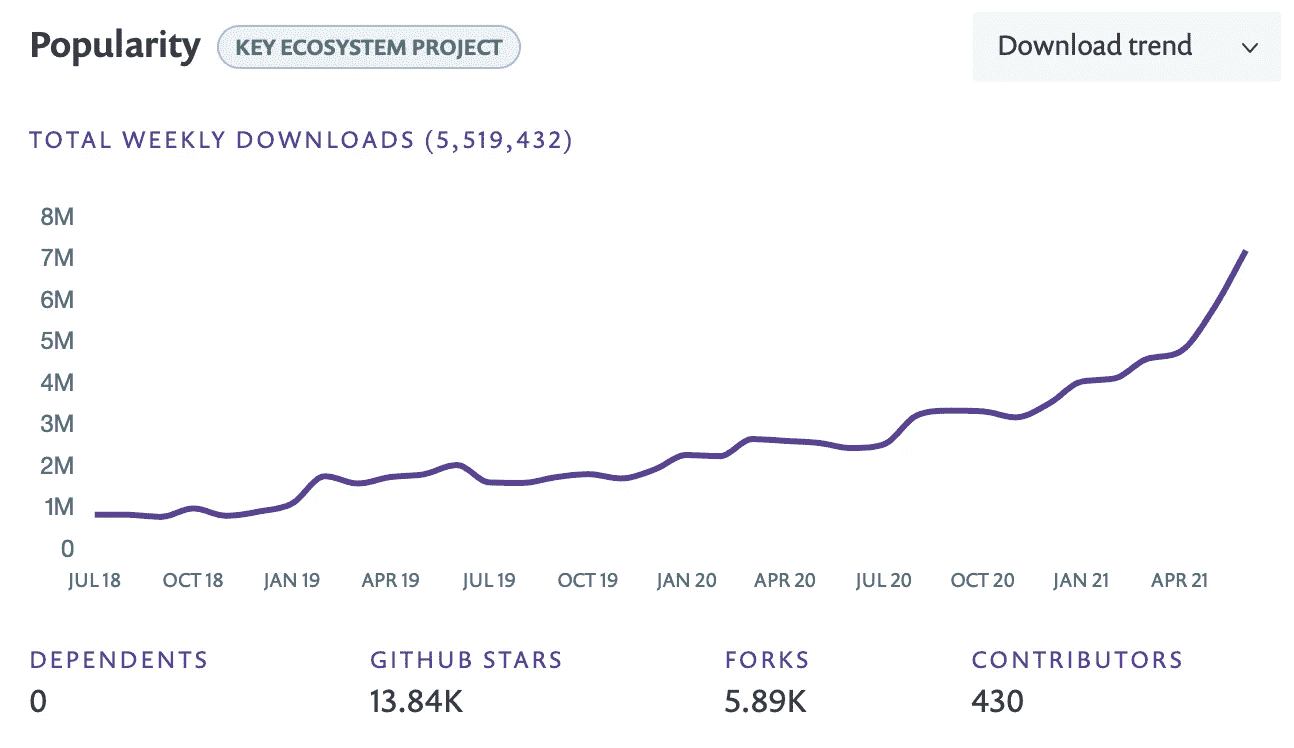 Popularity KEY ECOSYSTEM PROJECT Download trend
TOTAL WEEKLY DOWNLOADS (5,519,432)
8M
7M
6M
5M
4M
3M
2M
1M
0
JUL 18 OCT 18 JAN 19 APR 19 JUL 19 OCT 19 JAN 20 APR 20 JUL 20 OCT 20 JAN 21 APR 21
DEPENDENTS GITHUB STARS FORKS CONTRIBUTORS
0 13.84K 5.89K 430